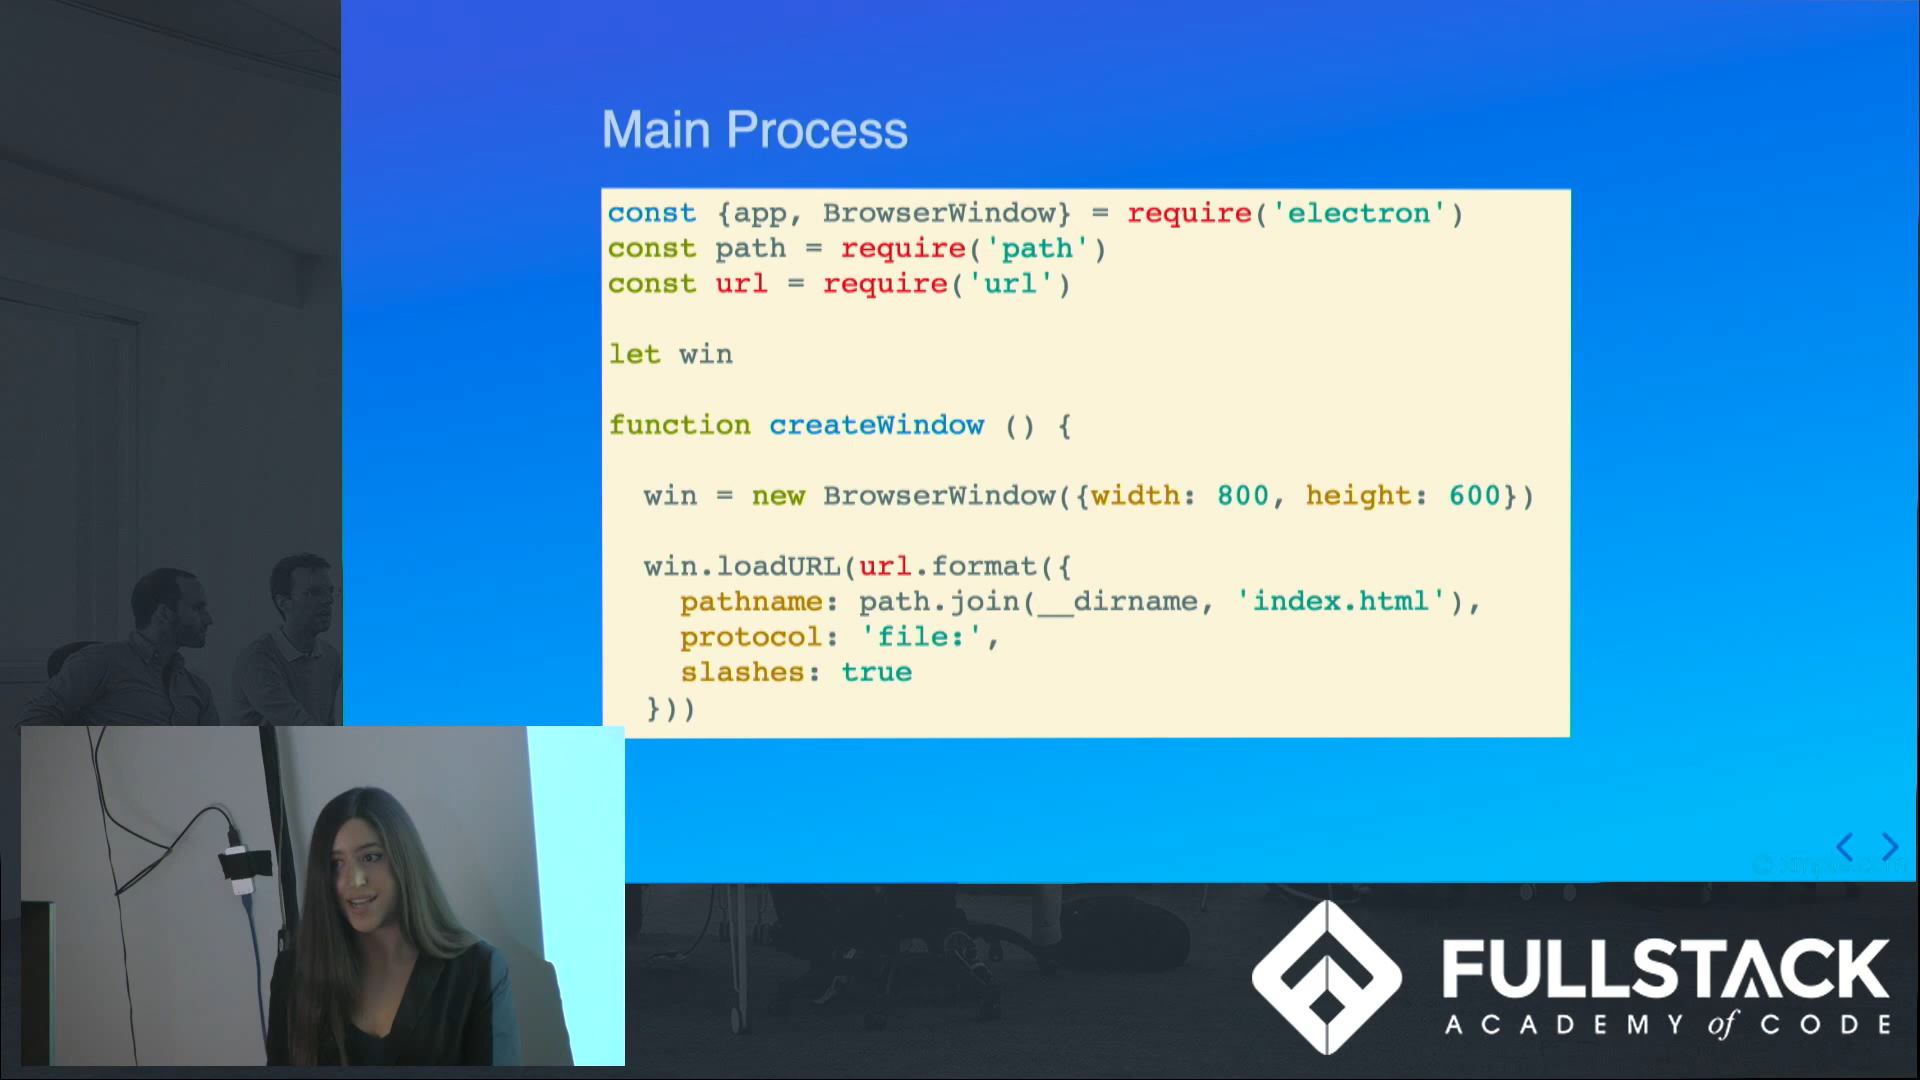 Main Process
const {app, BrowserWindow} = require('electron')
const path = require('path')
const url = require('url')
let win
function createWindow () {
win = new BrowserWindow({width: 800, height: 600})
win.loadURL(url.format({
pathname: path.join(__dirname, 'index.html'),
protocol: 'file:',
slashes: true
}))
FULLSTACK
ACADEMY of CODE